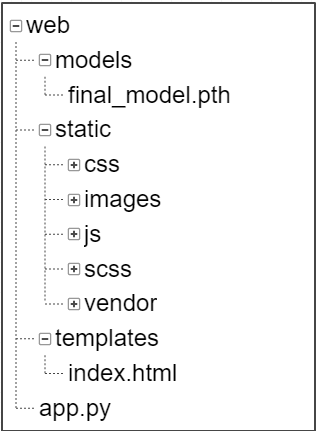 web
models
final_model.pth
static
css
images
js
scss
vendor
templates
index.html
app.py